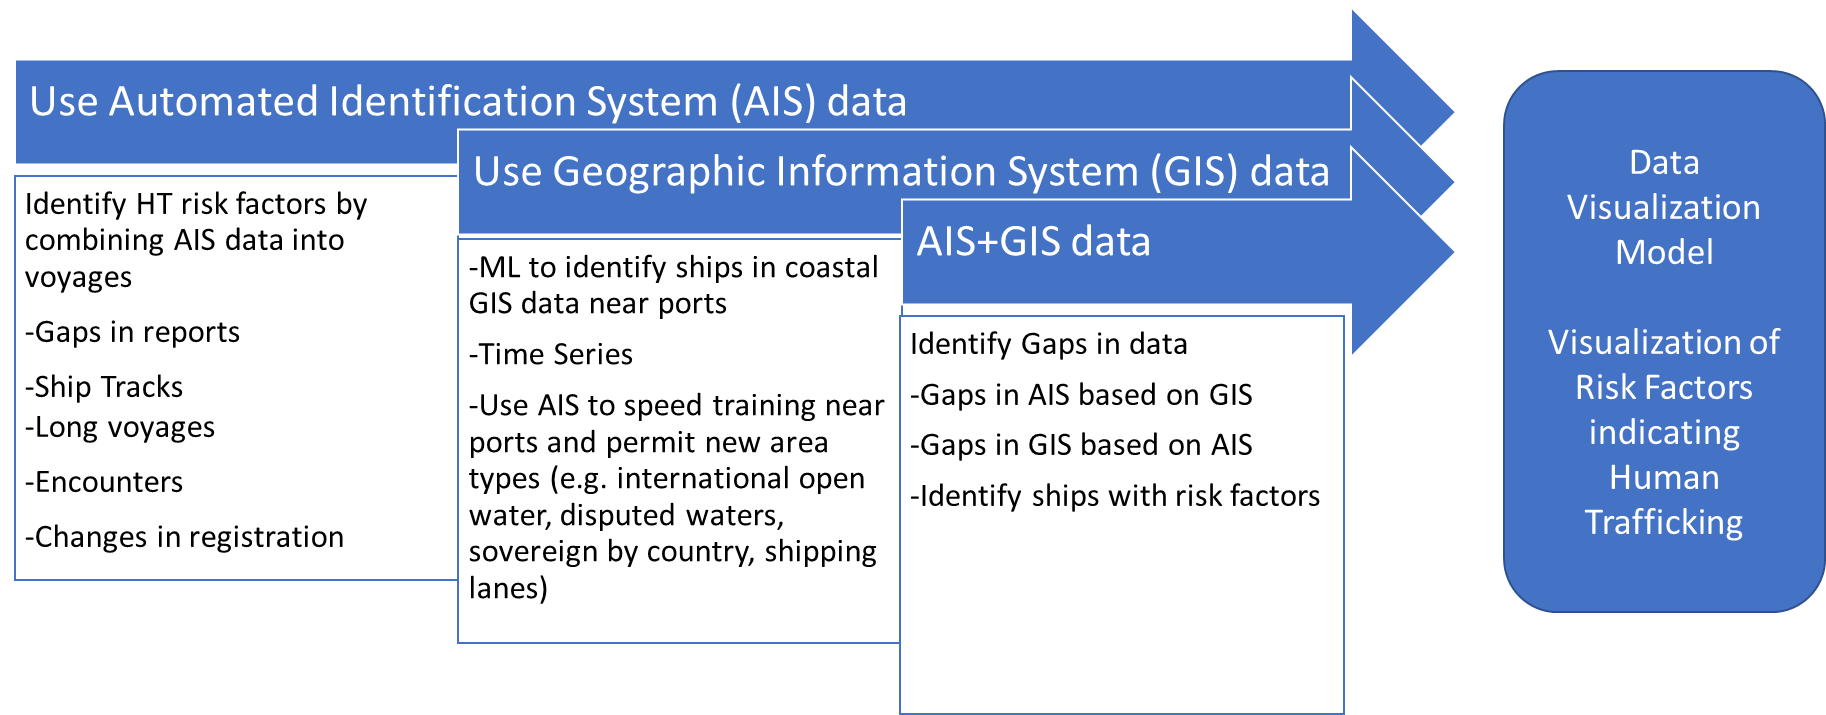 Use Automated Identification System (AIS) data
Identify HT risk factors by
combining AIS data into
voyages
-Gaps in reports
-Ship Tracks
-Long voyages
-Encounters
-Changes in registration
Use Geographic Information System (GIS) data
-ML to identify ships in coastal
GIS data near ports
-Time Series
-Use AIS to speed training near
ports and permit new area
types (e.g. international open
water, disputed waters,
sovereign by country, shipping
lanes)
AIS+GIS data
Identify Gaps in data
-Gaps in AIS based on GIS
-Gaps in GIS based on AIS
-Identify ships with risk factors
Data
Visualization
Model
Visualization of
Risk Factors
indicating
Human
Trafficking